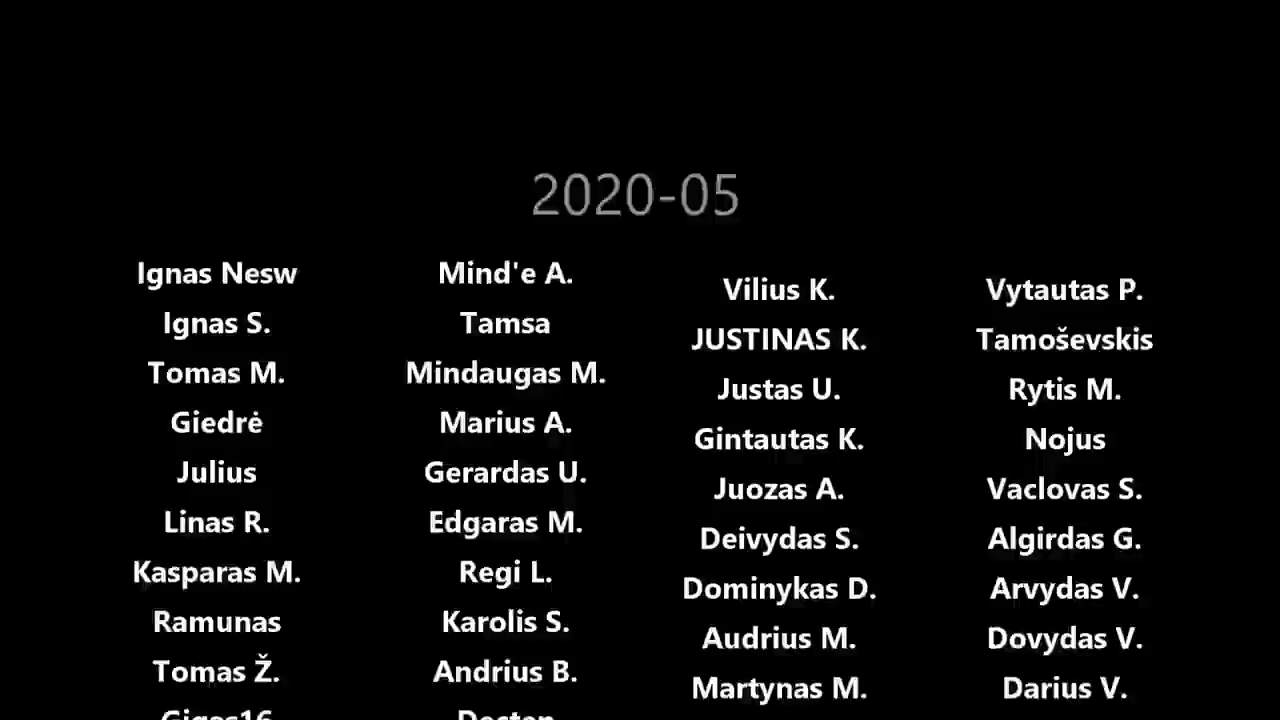 2020-05
Ignas Nesw
Ignas S.
Tomas M.
Giedrė
Julius
Linas R.
Kasparas M.
Ramunas
Tomas Ž.
Mind'e A.
Tamsa
Mindaugas M.
Marius A.
Gerardas U.
Edgaras M.
Regi L.
Karolis S.
Andrius B.
Vilius K.
JUSTINAS K.
Justas U.
Gintautas K.
Juozas A.
Deivydas S.
Dominykas D.
Audrius M.
Martynas M.
Vytautas P.
Tamoševskis
Rytis M.
Nojus
Vaclovas S.
Algirdas G.
Arvydas V.
Dovydas V.
Darius V.